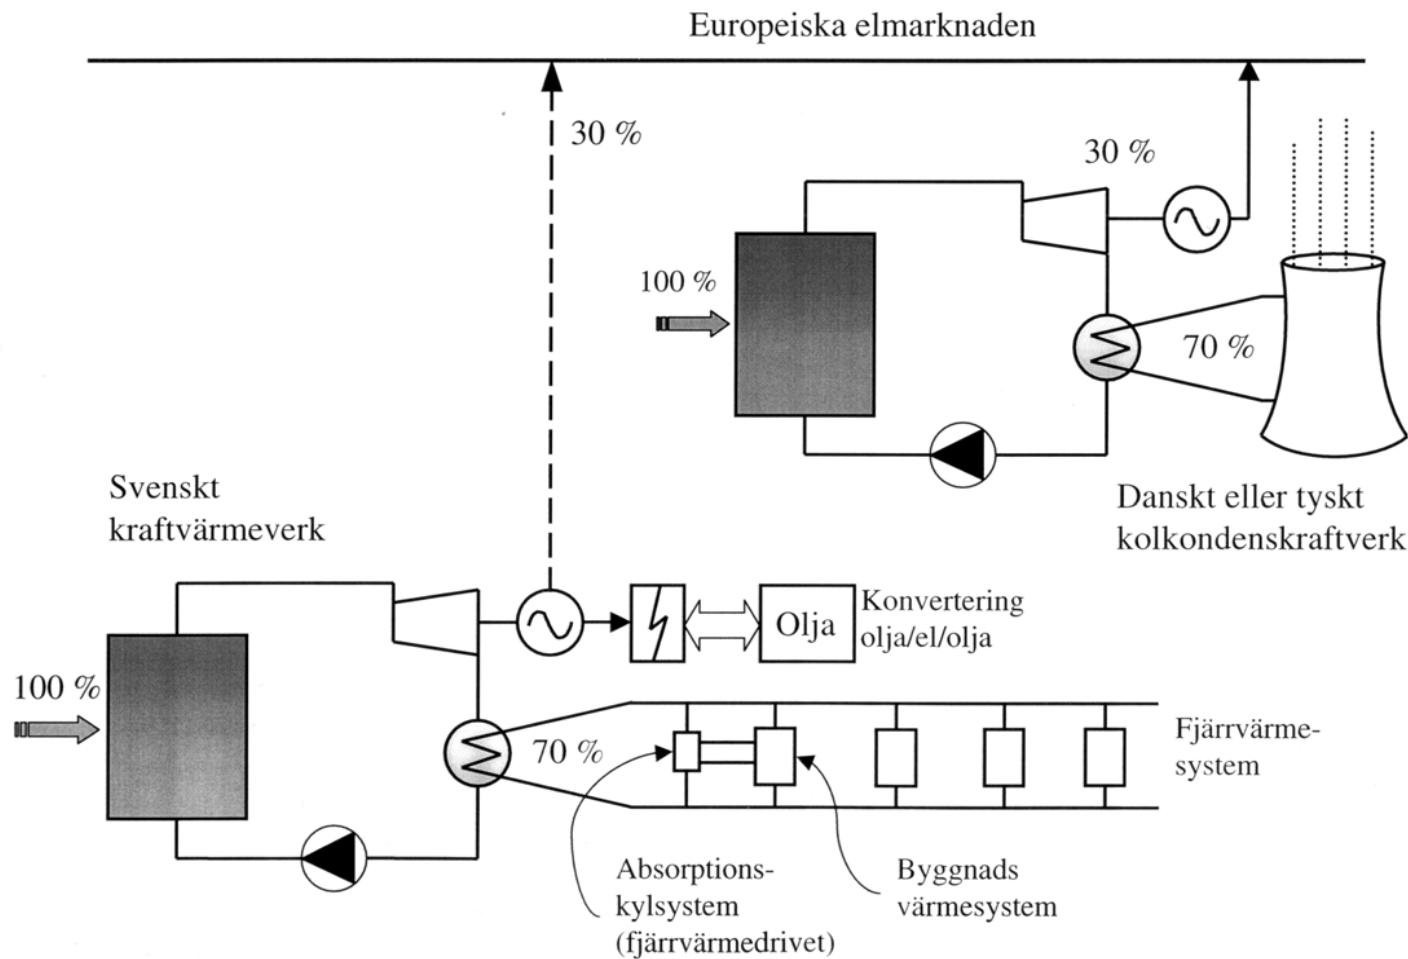 Europeiska elmarknaden
30 %
30 %
100 %
70 %
Danskt eller tyskt
kolkondenskraftverk
Svenskt
kraftvärmeverk
100 %
Olja
Konvertering
olja/el/olja
70 %
Fjärrvärme-
system
Absorptions-
kylsystem
(fjärrvärmedrivet)
Byggnads
värmesystem